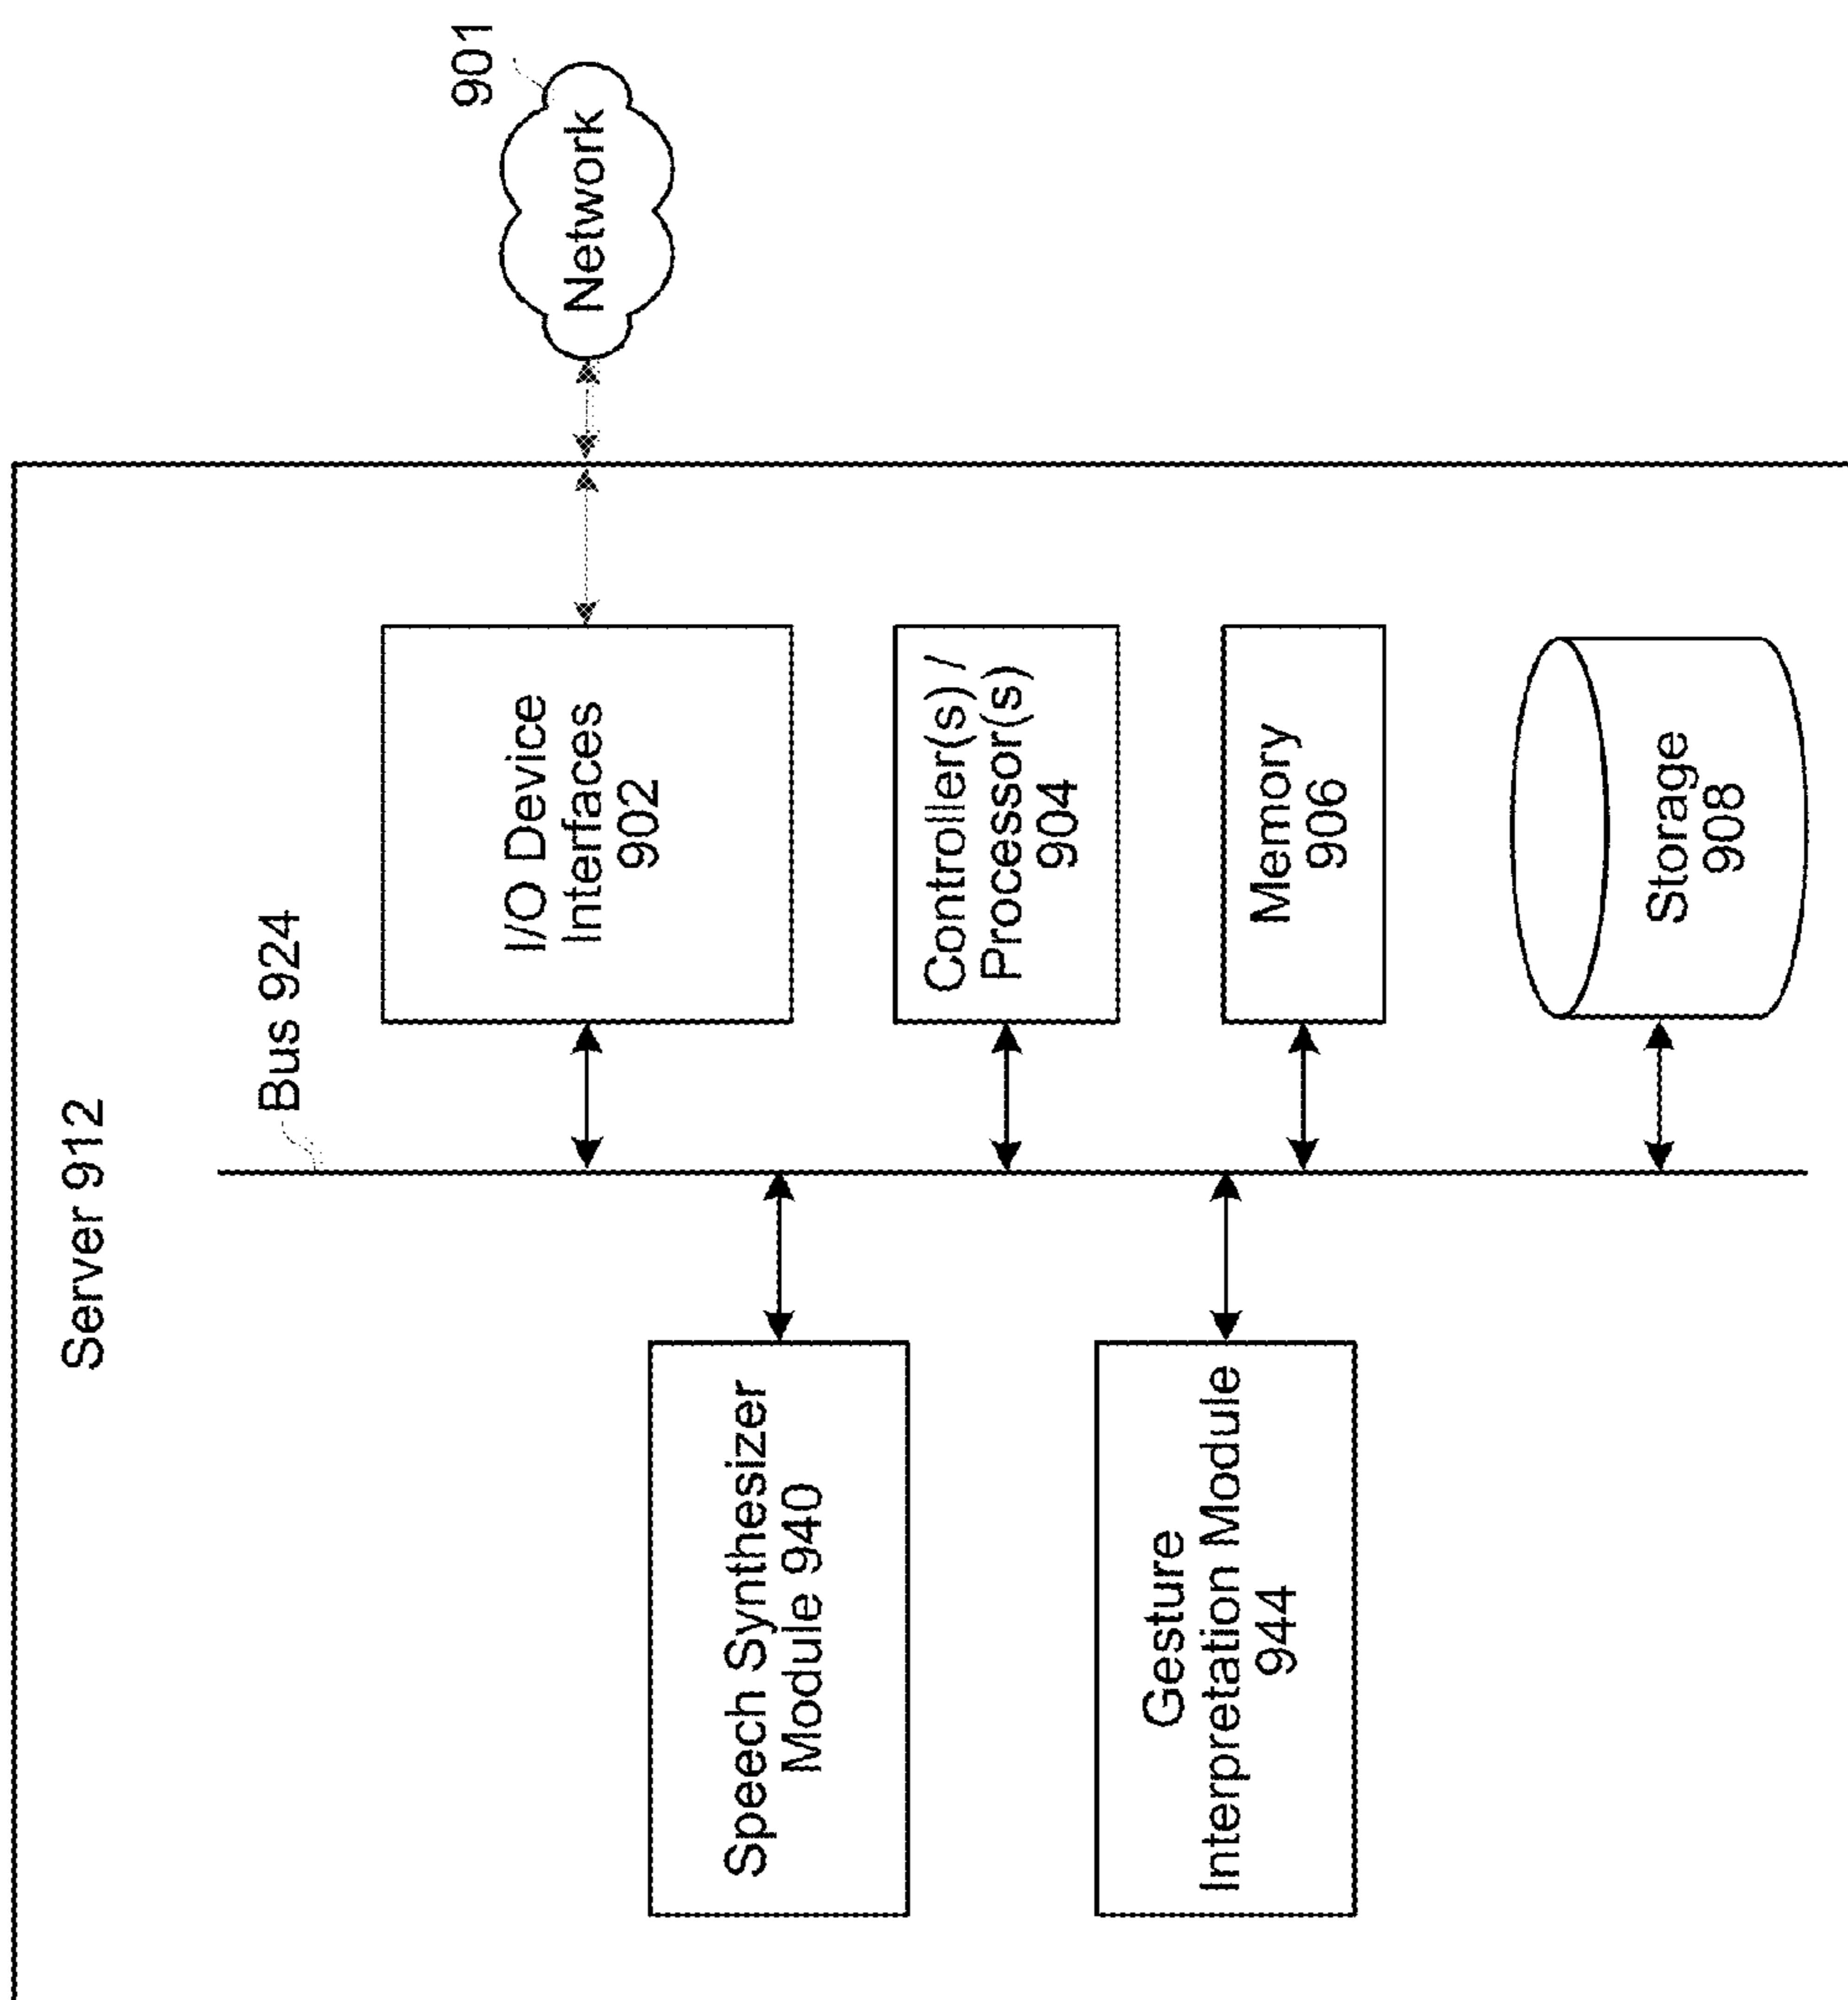 Server 912
Bus 924
901
Network
I/O Device
Interfaces
902
Speech Synthesizer
Module 940
Controller(s) /
Processor(s)
904
Gesture
Interpretation Module
944
Memory
906
Storage
908